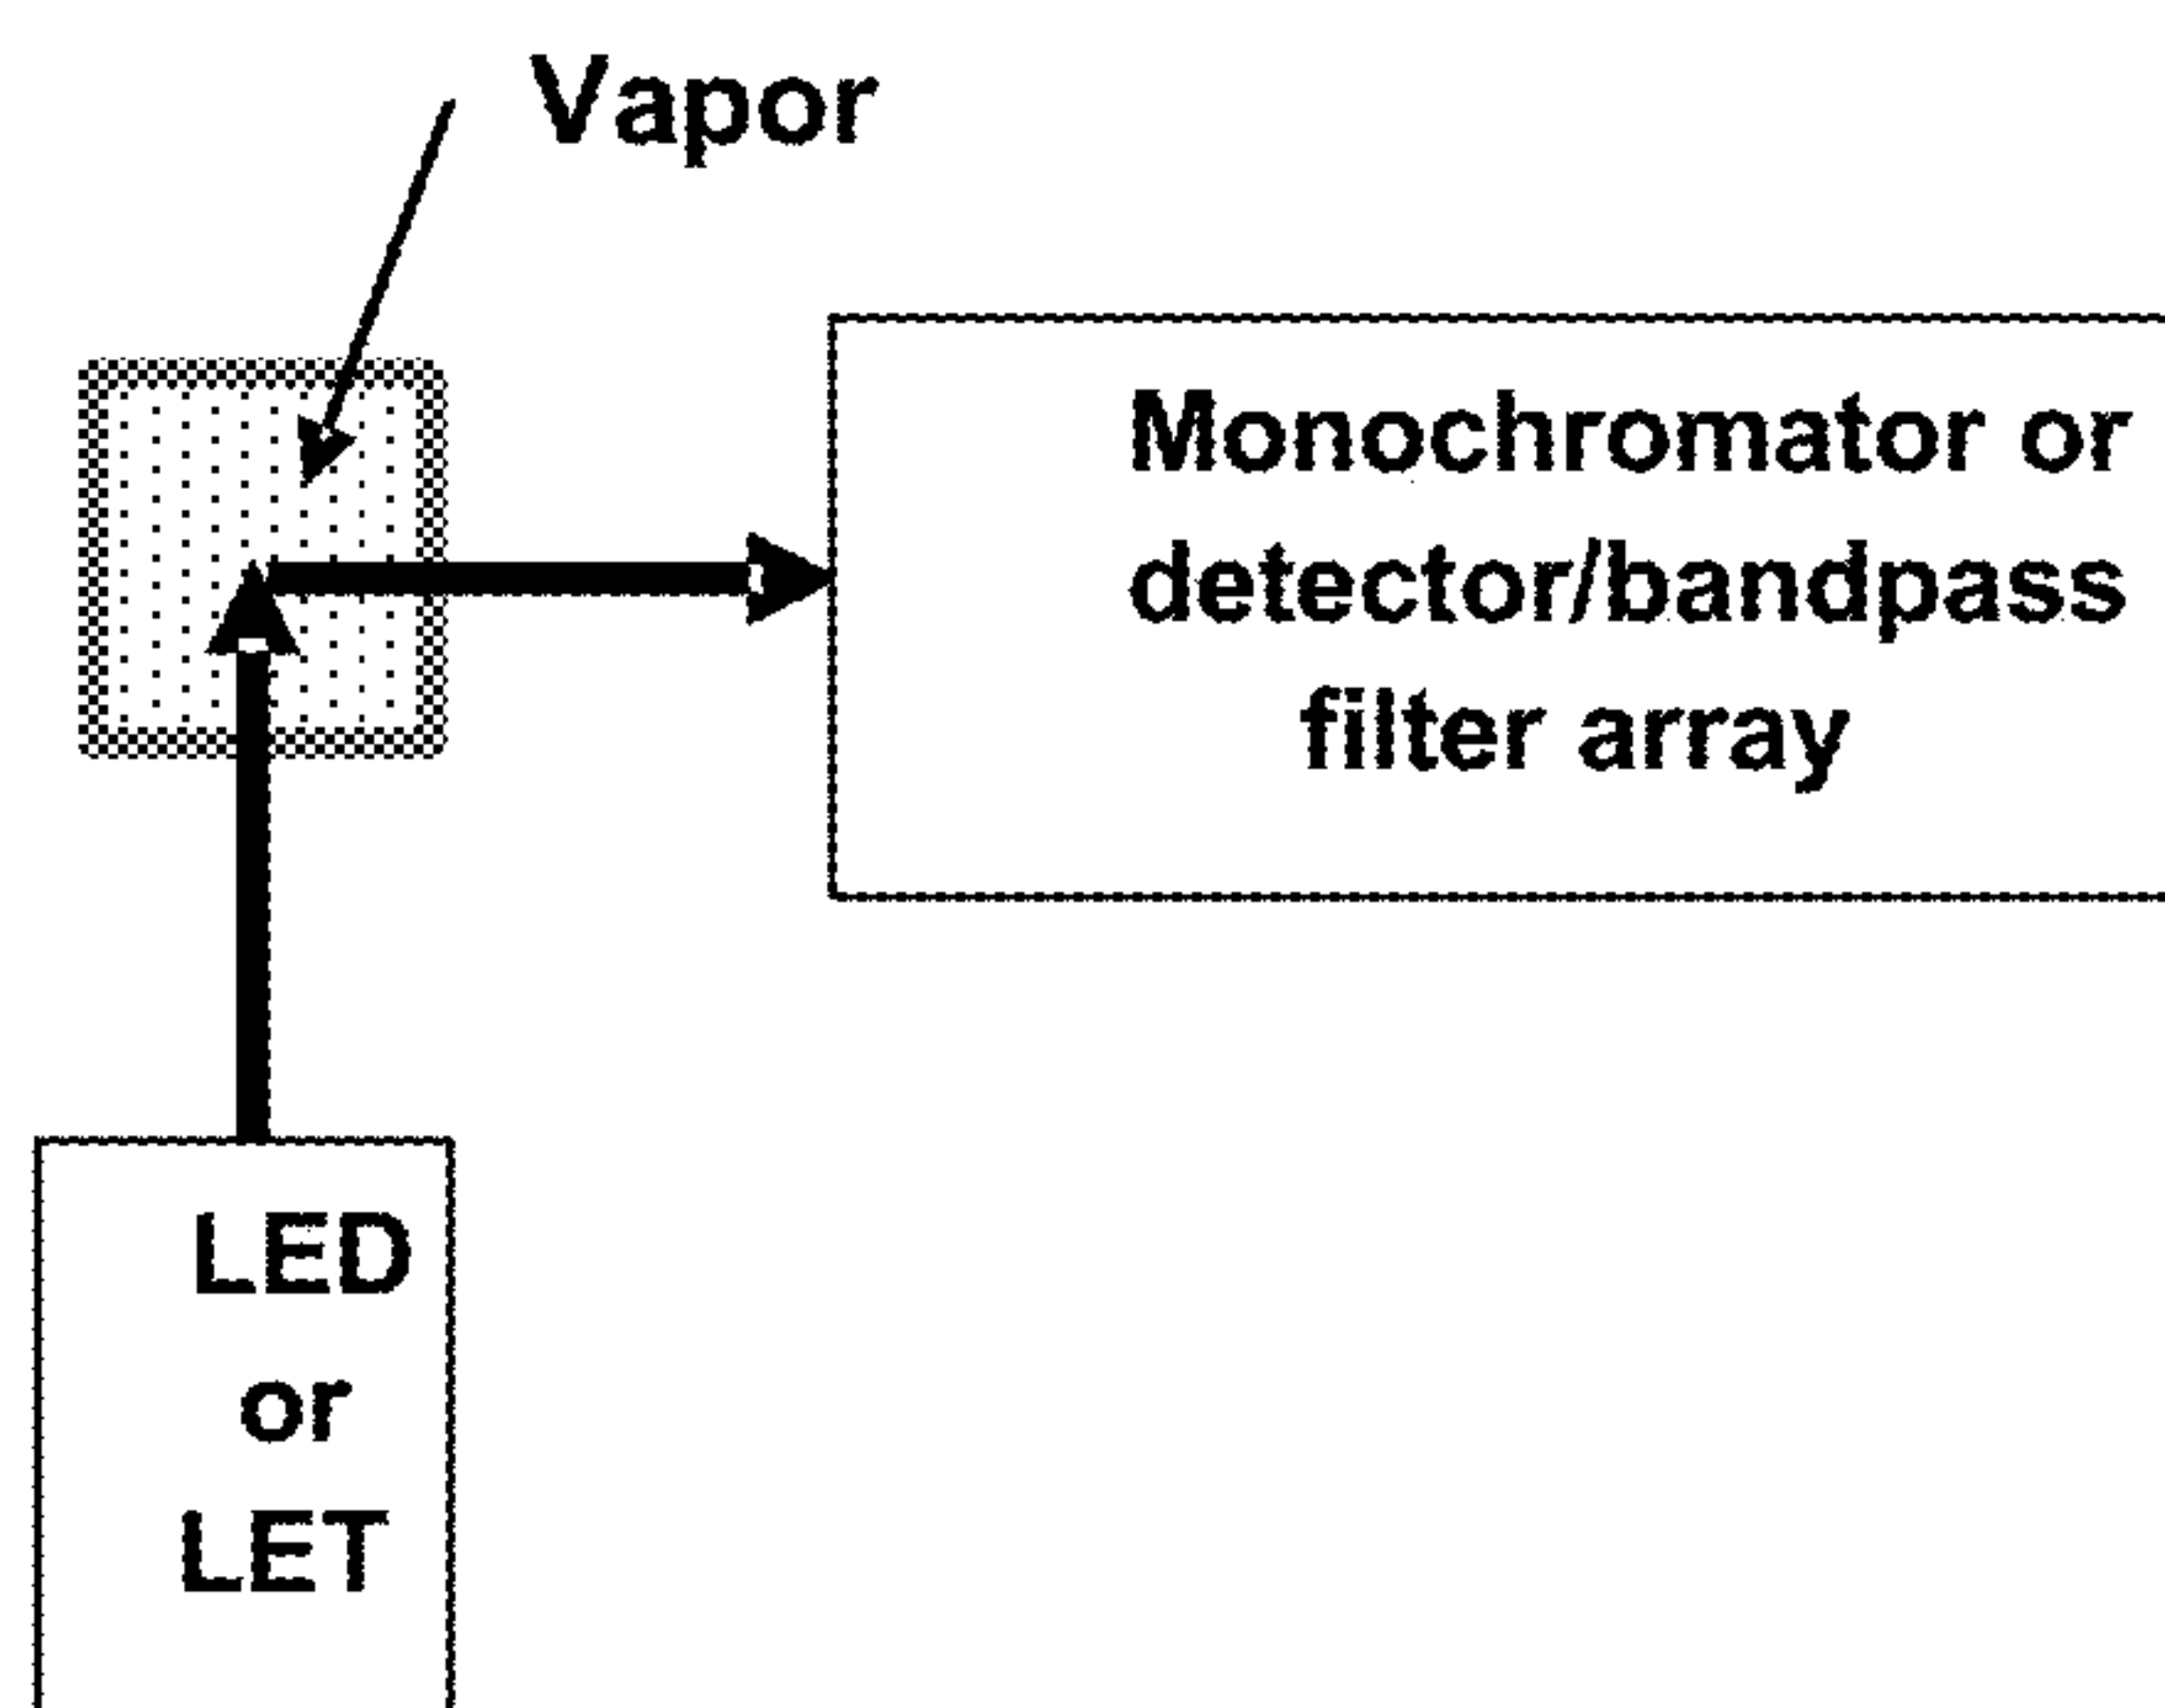 Vapor
Monochromator or
detector/bandpass
filter array
LED
or
LET